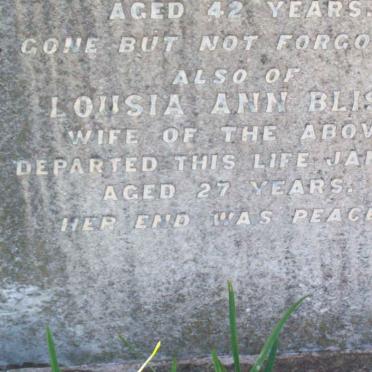 AGED 42 YEARS.
GONE BUT NOT FORGO
ALSO OF
LOUISIA ANN BLIS
WIFE OF THE ABOV
DEPARTED THIS LIFE JAN
AGED 27 YEARS.
HER END WAS PEACE